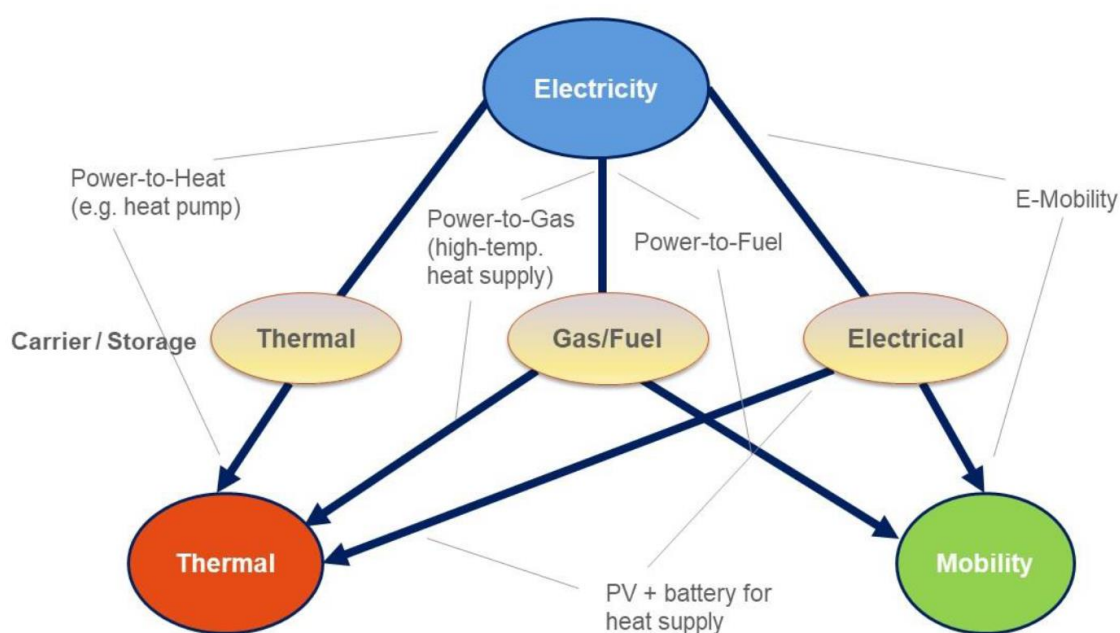 Electricity
Power-to-Heat
(e.g. heat pump)
Power-to-Gas
(high-temp.
heat supply)
Power-to-Fuel
E-Mobility
Carrier / Storage
Thermal
Gas/Fuel
Electrical
Thermal
Mobility
PV + battery for
heat supply